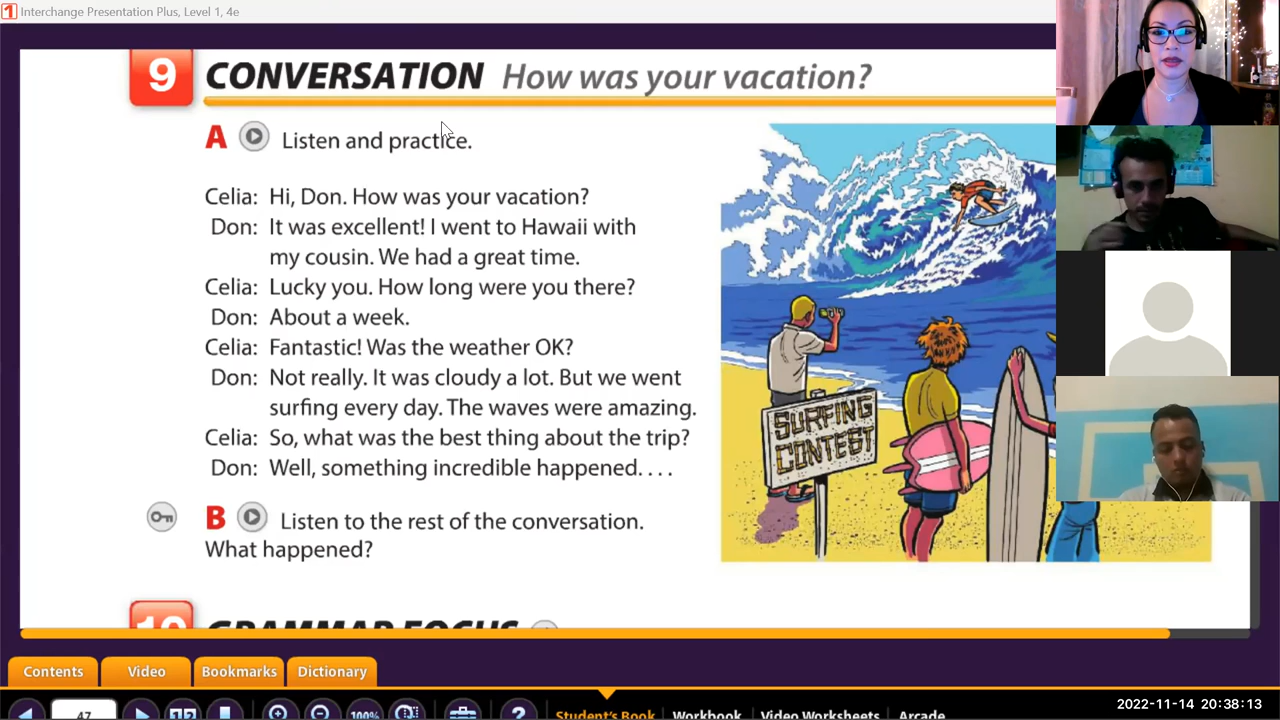 Interchange Presentation Plus, Level 1, 4e
9 CONVERSATION How was your vacation?
A Listen and practice.
Celia: Hi, Don. How was your vacation?
Don: It was excellent! I went to Hawaii with
my cousin. We had a great time.
Celia: Lucky you. How long were you there?
Don: About a week.
Celia: Fantastic! Was the weather OK?
Don: Not really. It was cloudy a lot. But we went
surfing every day. The waves were amazing.
Celia: So, what was the best thing about the trip?
Don: Well, something incredible happened. . . .
SURFING
CONTEST
B Listen to the rest of the conversation.
What happened?
10 GRAMMAR FOCUS
Contents Video Bookmarks Dictionary
47 100% ? Student's Book Workbook Video Worksheets Arcade
2022-11-14 20:38:13